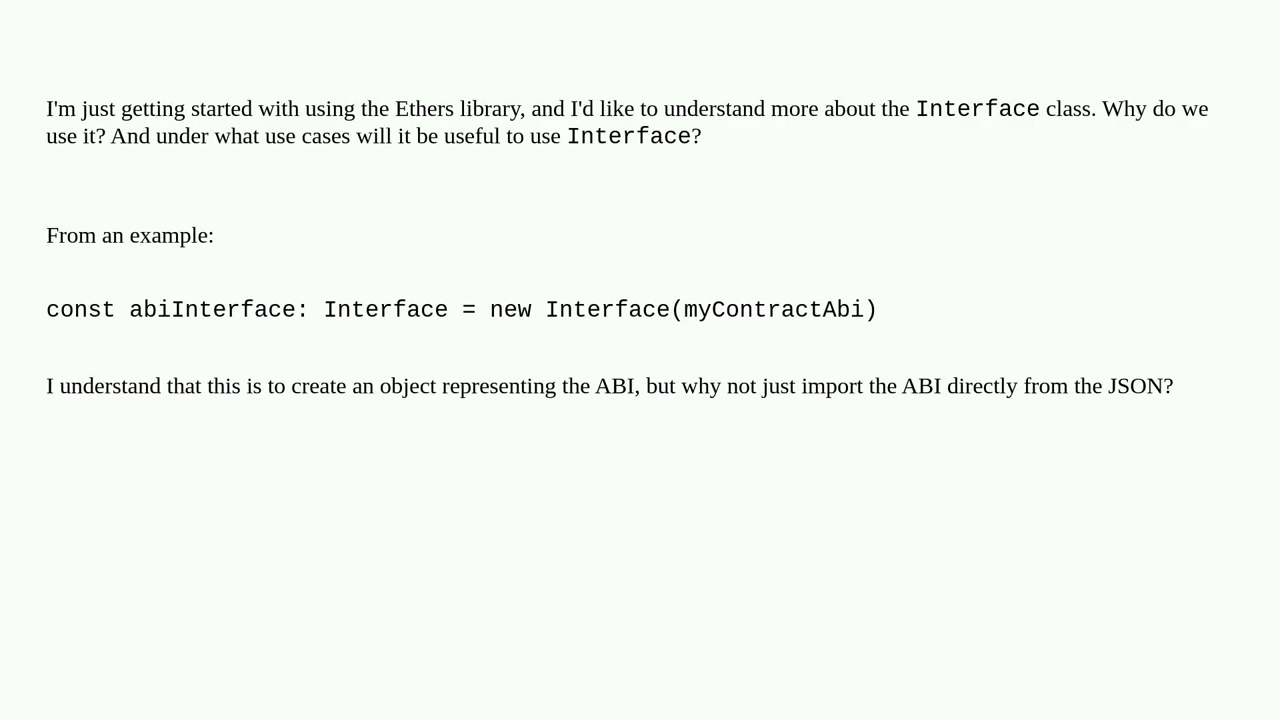 I'm just getting started with using the Ethers library, and I'd like to understand more about the Interface class. Why do we
use it? And under what use cases will it be useful to use Interface?
From an example:
const abiInterface: Interface = new Interface(myContractAbi)
I understand that this is to create an object representing the ABI, but why not just import the ABI directly from the JSON?